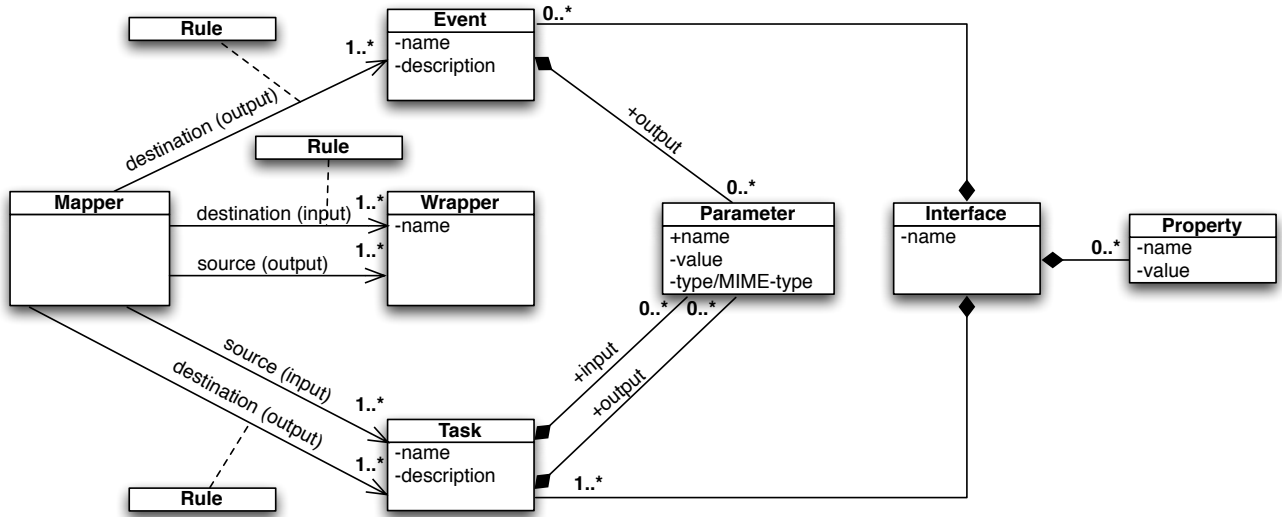 Rule
Event
-name
-description
0..*
1..*
destination (output)
+output
0..*
Rule
Mapper
destination (input)
1..*
source (output)
1..*
Wrapper
-name
Parameter
+name
-value
-type/MIME-type
Interface
-name
0..*
Property
-name
-value
0..*
0..*
+input
+output
source (input)
destination (output)
1..*
1..*
Task
-name
-description
1..*
Rule